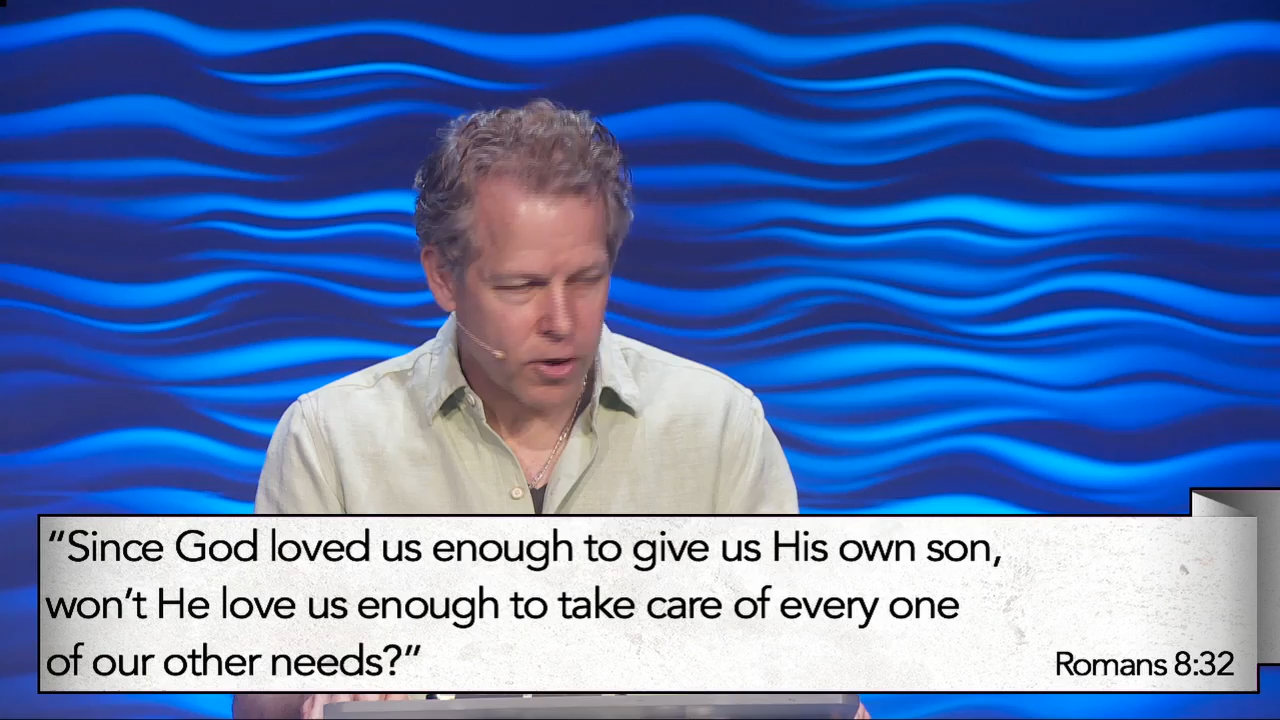 “Since God loved us enough to give us His own son,
won’t He love us enough to take care of every one
of our other needs?”
Romans 8:32